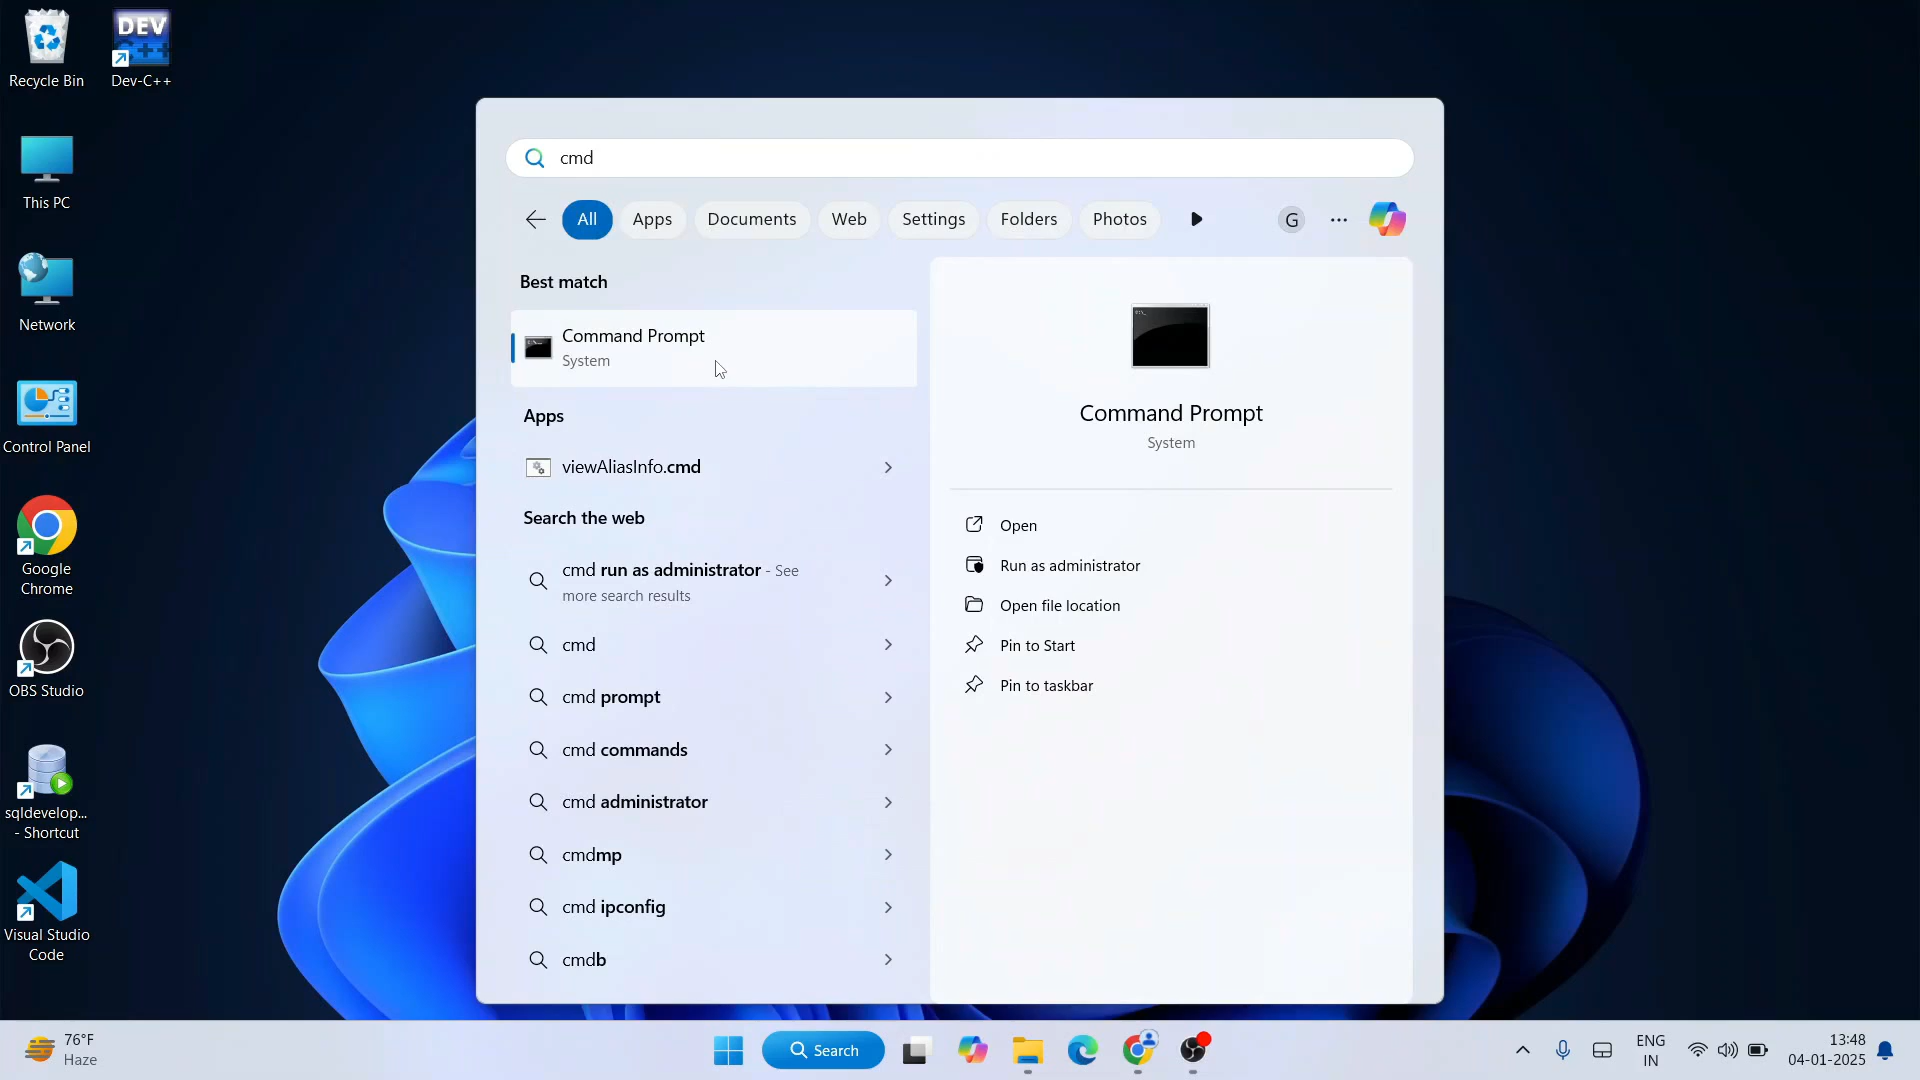 Recycle Bin
DEV
Dev-C++
This PC
Network
Control Panel
Google
Chrome
OBS Studio
sqldevelop...
- Shortcut
Visual Studio
Code
cmd
All
Apps
Documents
Web
Settings
Folders
Photos
G
Best match
Command Prompt
System
Apps
viewAliasInfo.cmd
Search the web
cmd run as administrator - See
more search results
cmd
cmd prompt
cmd commands
cmd administrator
cmdmp
cmd ipconfig
cmdb
Command Prompt
System
Open
Run as administrator
Open file location
Pin to Start
Pin to taskbar
76°F
Haze
Search
ENG
IN
13:48
04-01-2025